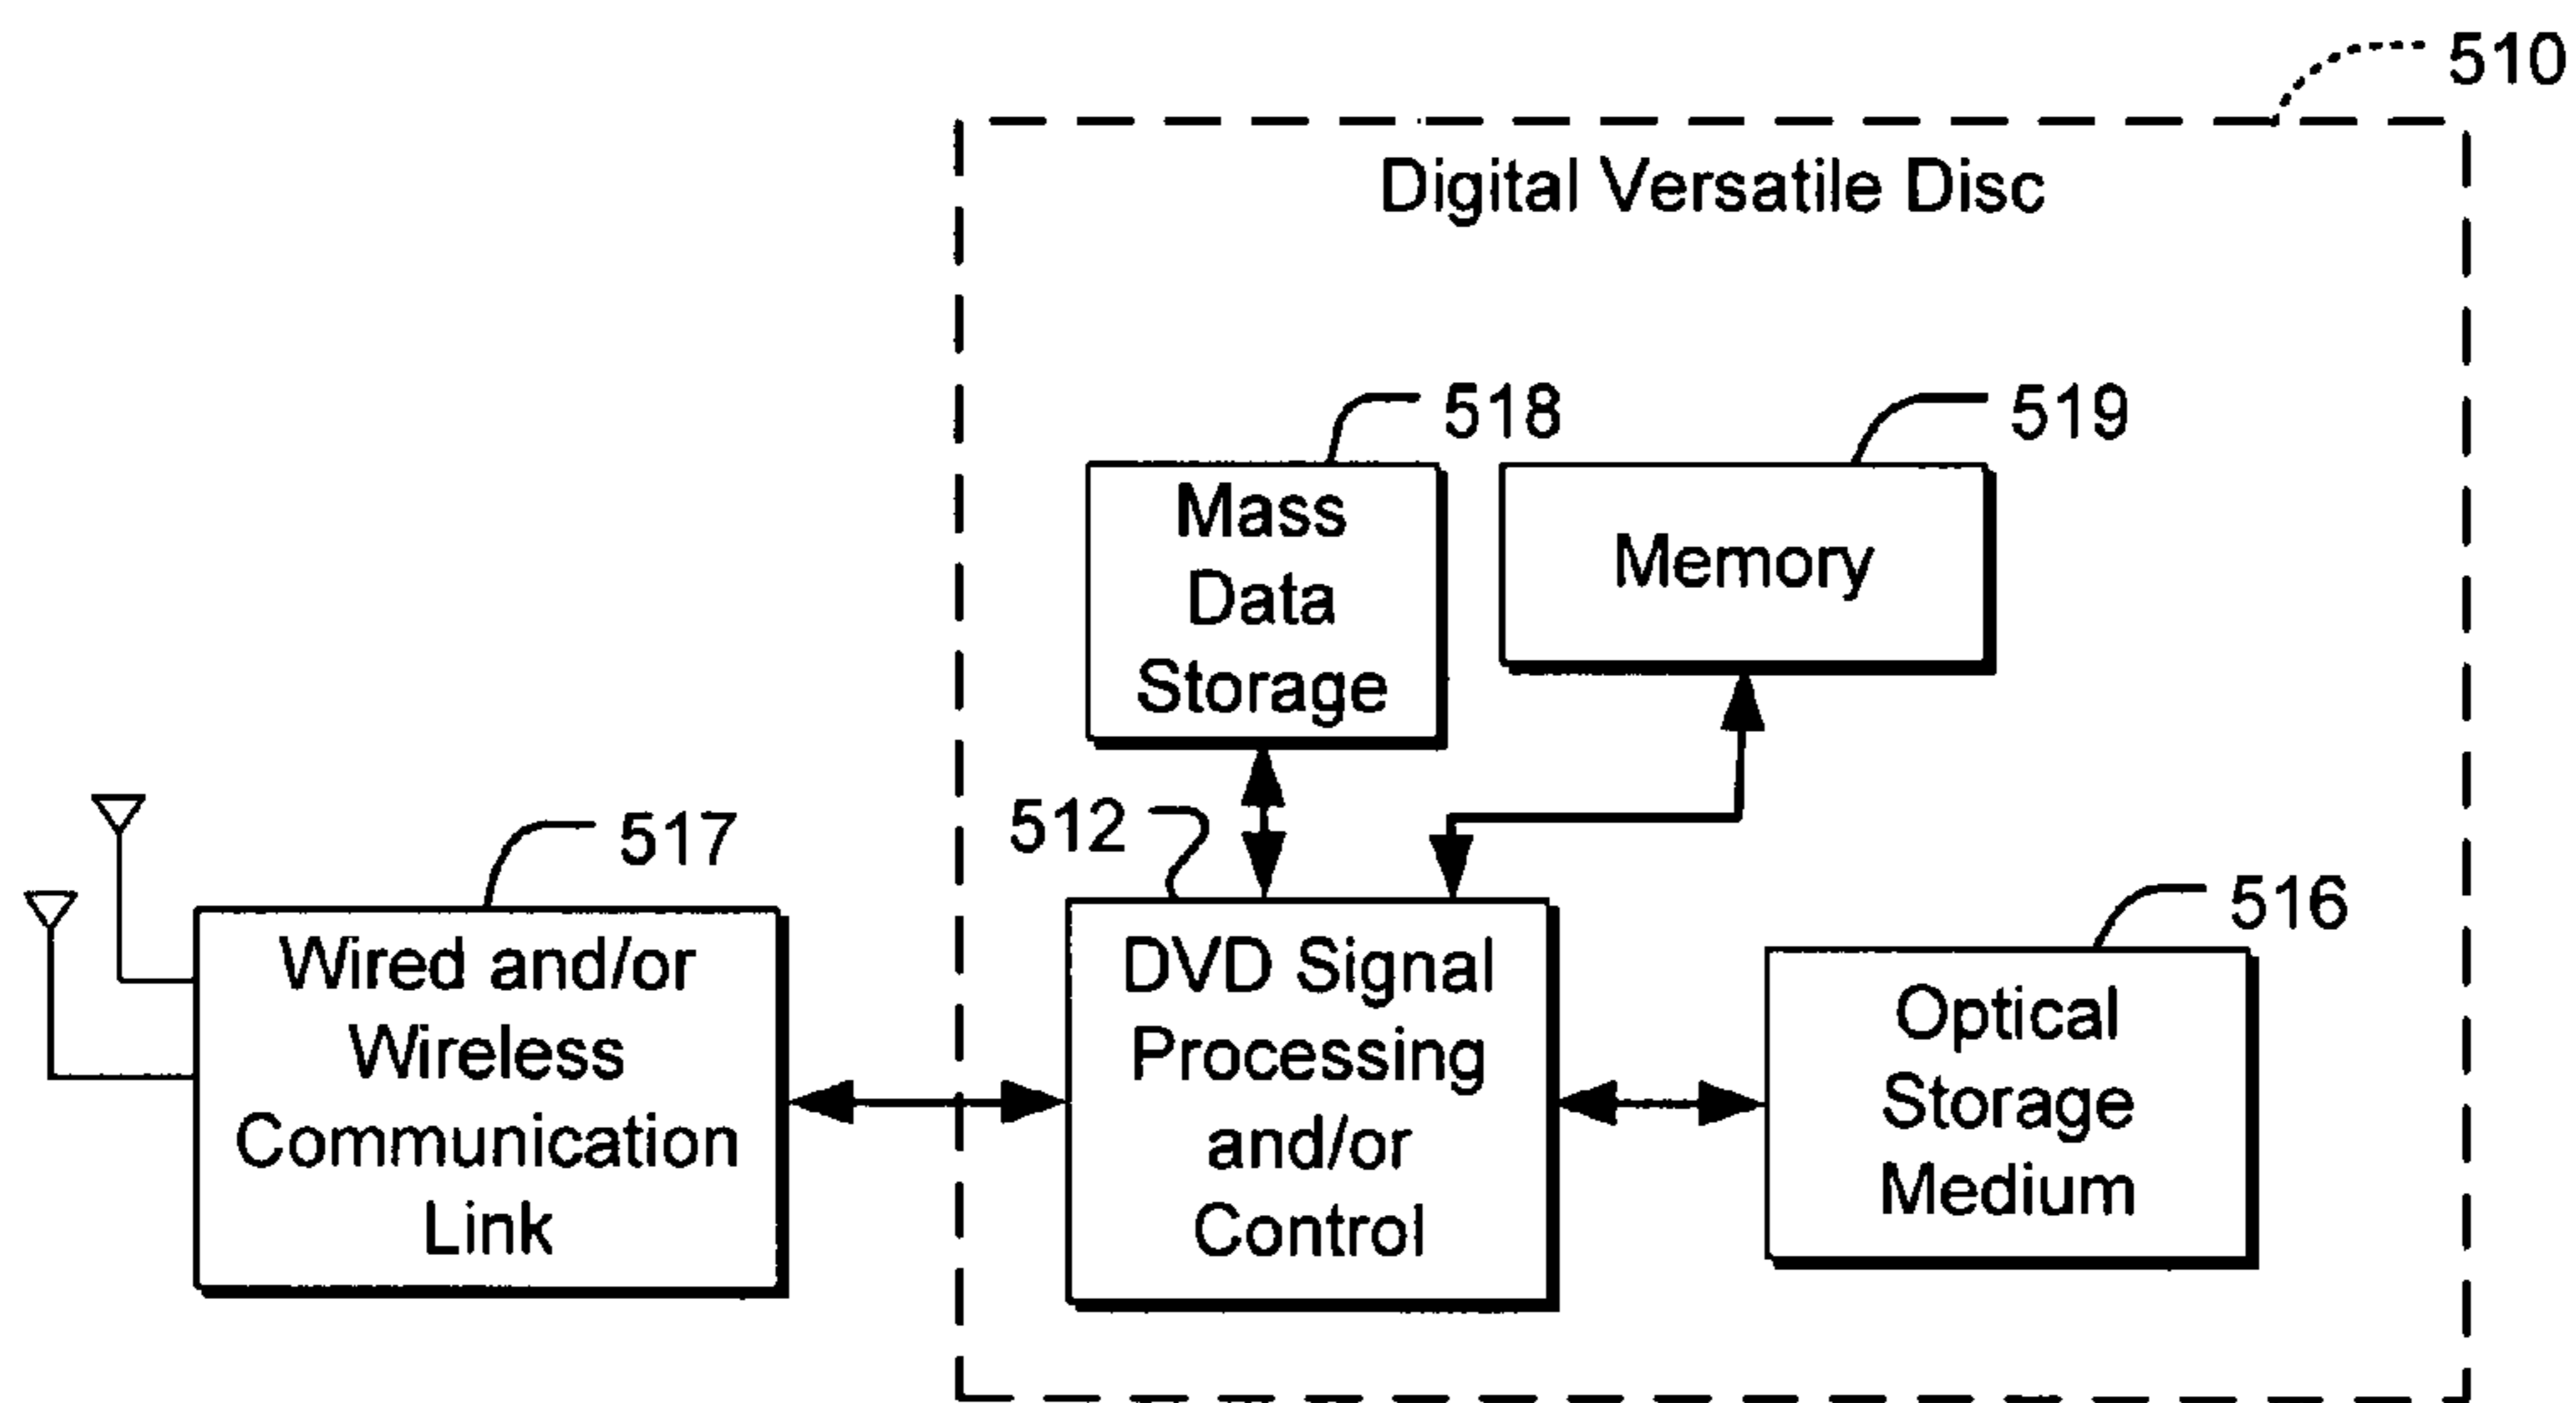 510
Digital Versatile Disc
518
519
Mass
Data
Storage
Memory
512
517
516
Wired and/or
Wireless
Communication
Link
DVD Signal
Processing
and/or
Control
Optical
Storage
Medium